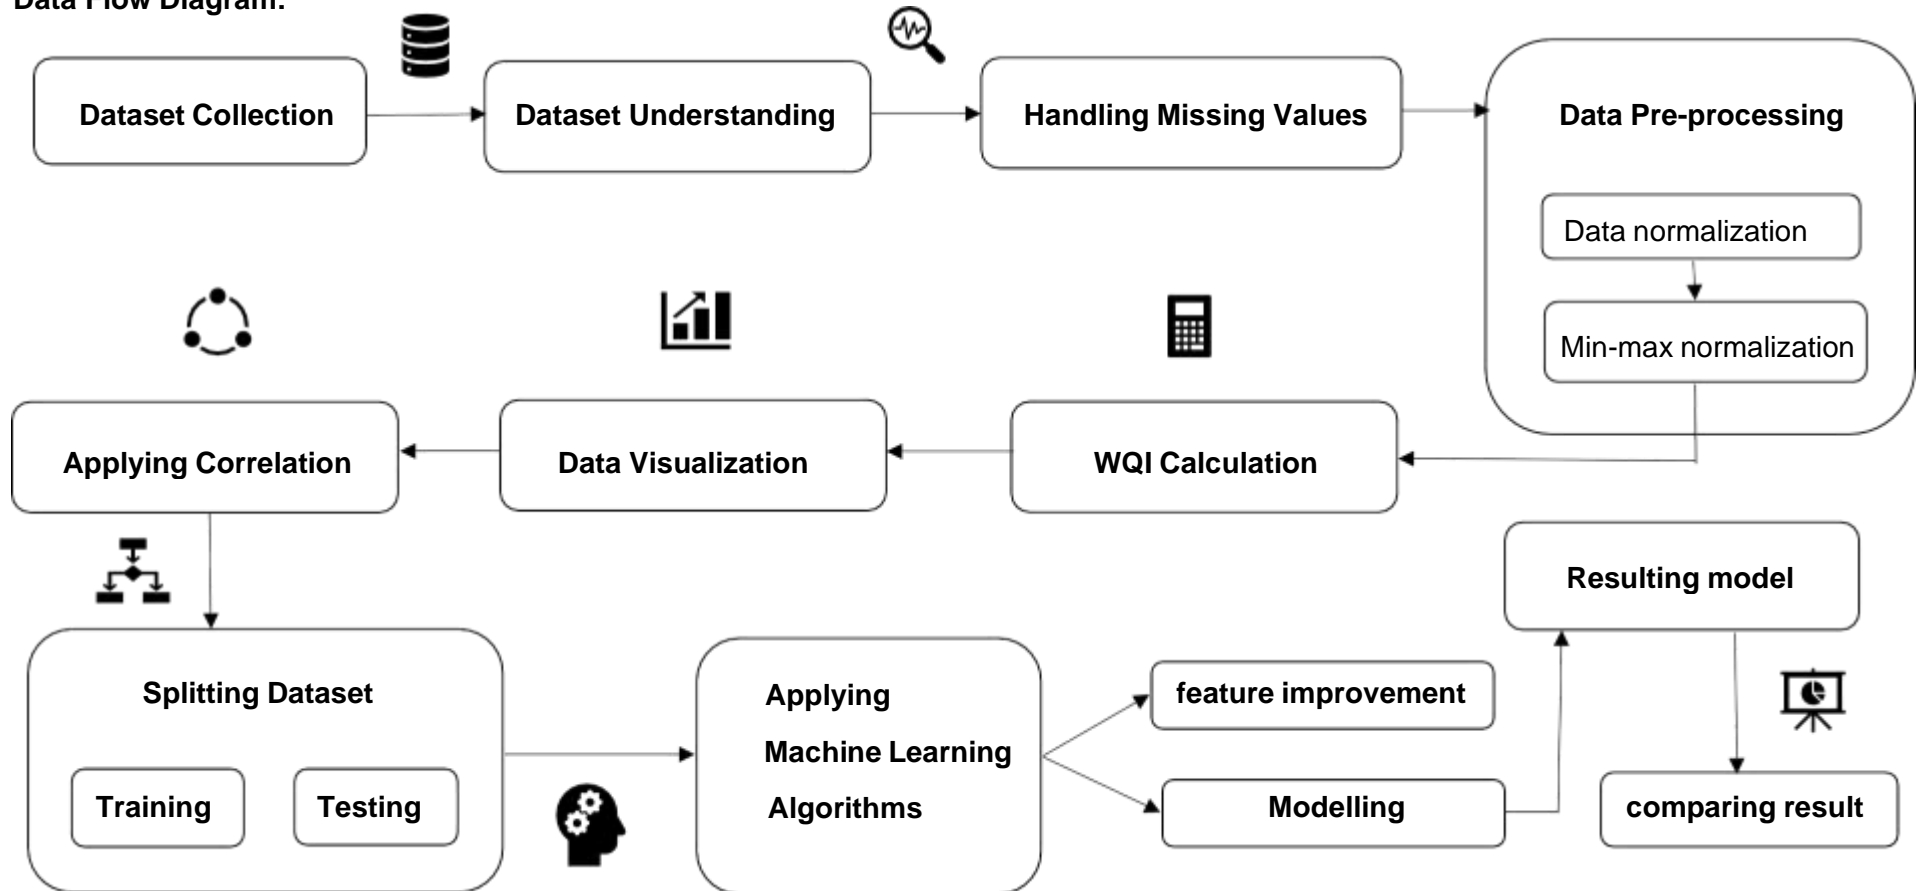 Data Flow Diagram:
Dataset Collection
Dataset Understanding
Handling Missing Values
Data Pre-processing
Data normalization
Min-max normalization
WQI Calculation
Data Visualization
Applying Correlation
Splitting Dataset
Training
Testing
Applying
Machine Learning
Algorithms
feature improvement
Modelling
Resulting model
comparing result